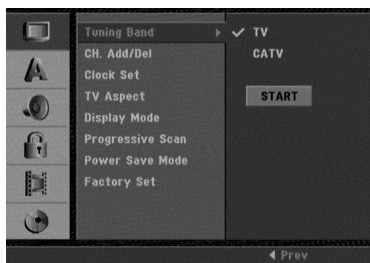 Tuning Band
CH. Add/Del
Clock Set
TV Aspect
Display Mode
Progressive Scan
Power Save Mode
Factory Set
TV
CATV
START
Prev